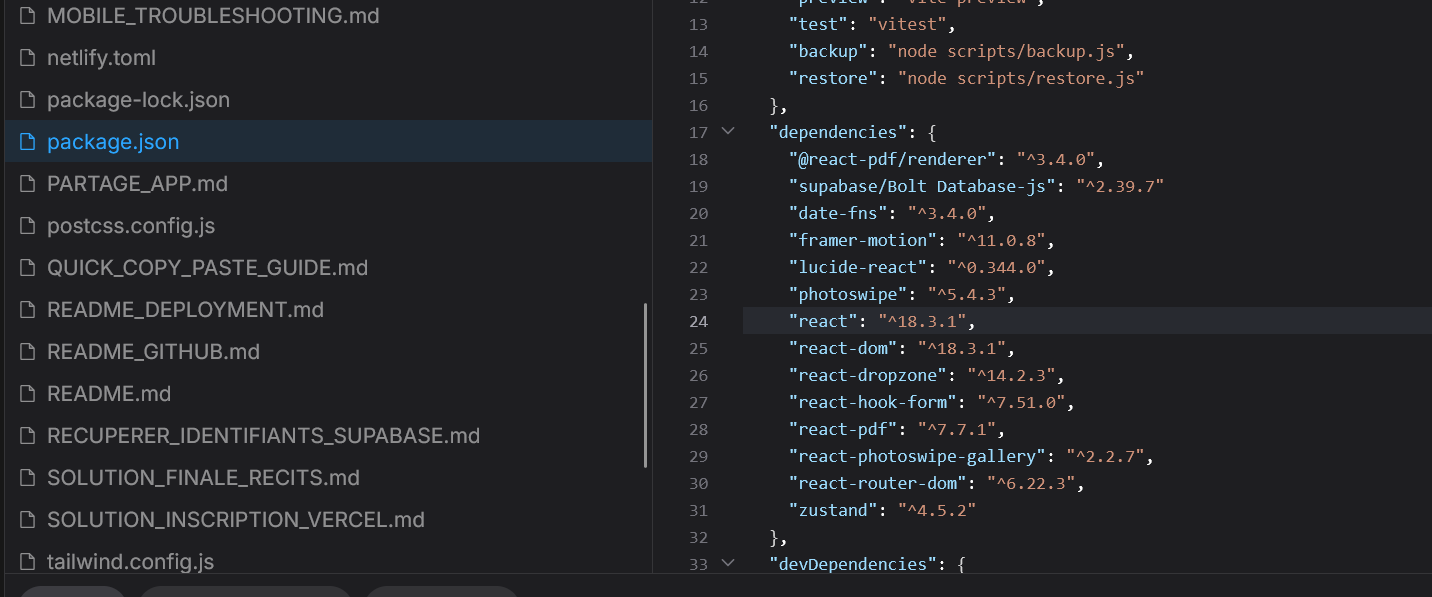 MOBILE_TROUBLESHOOTING.md
netlify.toml
package-lock.json
package.json
PARTAGE_APP.md
postcss.config.js
QUICK_COPY_PASTE_GUIDE.md
README_DEPLOYMENT.md
README_GITHUB.md
README.md
RECUPERER_IDENTIFIANTS_SUPABASE.md
SOLUTION_FINALE_RECITS.md
SOLUTION_INSCRIPTION_VERCEL.md
tailwind.config.js
12 "preview": "vite preview",
13 "test": "vitest",
14 "backup": "node scripts/backup.js",
15 "restore": "node scripts/restore.js"
16 },
17 "dependencies": {
18 "@react-pdf/renderer": "^3.4.0",
19 "supabase/Bolt Database-js": "^2.39.7"
20 "date-fns": "^3.4.0",
21 "framer-motion": "^11.0.8",
22 "lucide-react": "^0.344.0",
23 "photoswipe": "^5.4.3",
24 "react": "^18.3.1",
25 "react-dom": "^18.3.1",
26 "react-dropzone": "^14.2.3",
27 "react-hook-form": "^7.51.0",
28 "react-pdf": "^7.7.1",
29 "react-photoswipe-gallery": "^2.2.7",
30 "react-router-dom": "^6.22.3",
31 "zustand": "^4.5.2"
32 },
33 "devDependencies": {